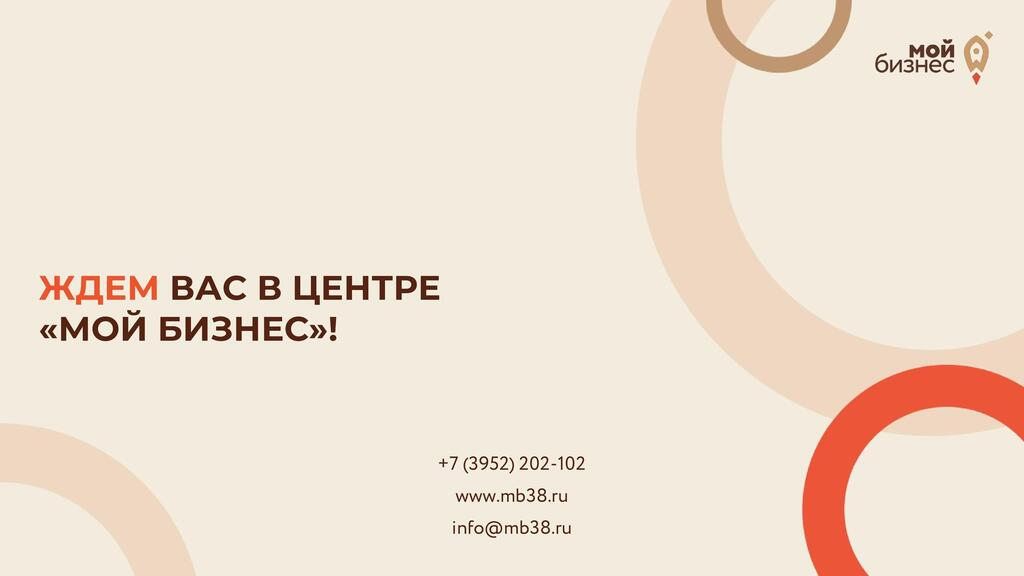 мой
бизнес
ЖДЕМ ВАС В ЦЕНТРЕ
«МОЙ БИЗНЕС»!
+7 (3952) 202-102
www.mb38.ru
info@mb38.ru